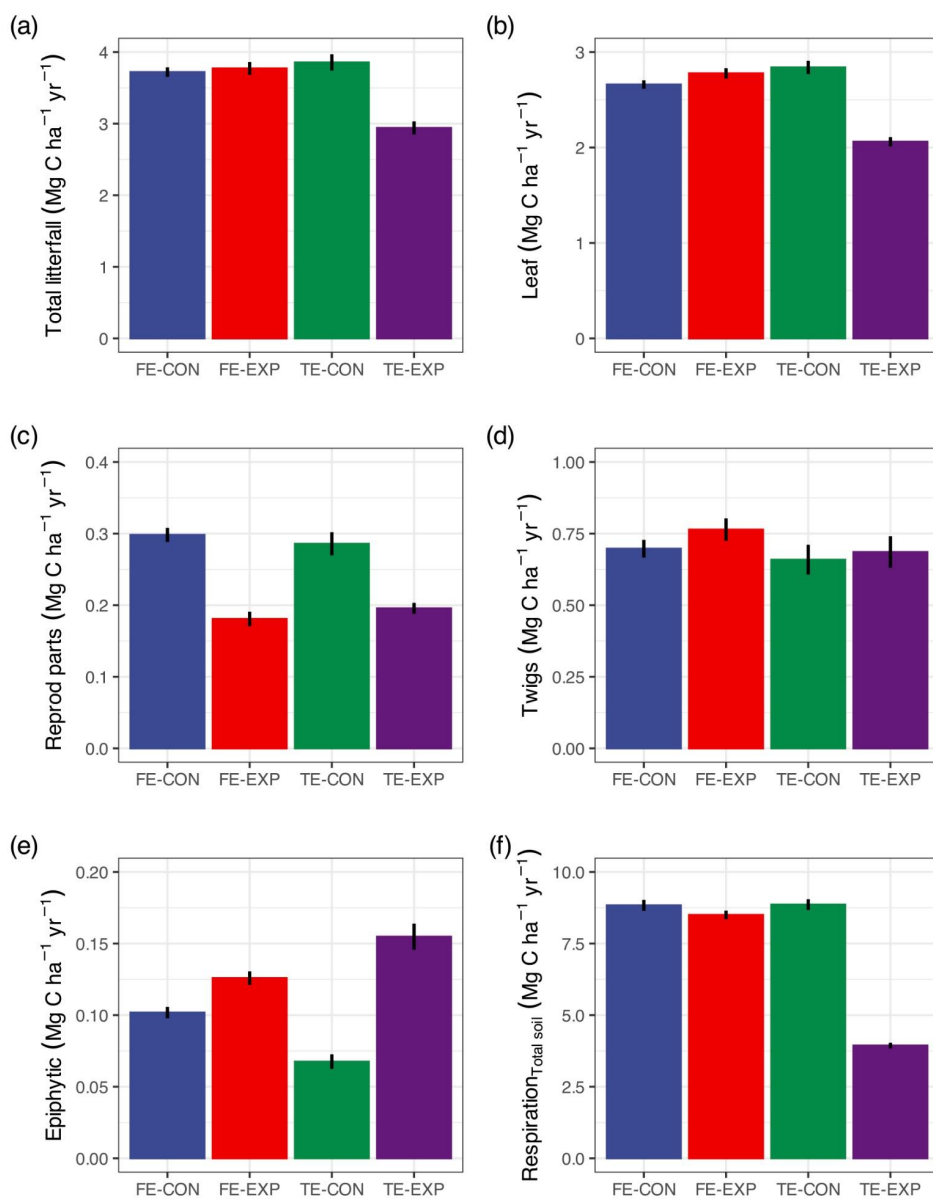 (a)
Total litterfall (Mg C ha⁻¹ yr⁻¹)
4
3
2
1
0
FE-CON FE-EXP TE-CON TE-EXP
(b)
Leaf (Mg C ha⁻¹ yr⁻¹)
3
2
1
0
FE-CON FE-EXP TE-CON TE-EXP
(c)
Reprod parts (Mg C ha⁻¹ yr⁻¹)
0.4
0.3
0.2
0.1
0.0
FE-CON FE-EXP TE-CON TE-EXP
(d)
Twigs (Mg C ha⁻¹ yr⁻¹)
1.00
0.75
0.50
0.25
0.00
FE-CON FE-EXP TE-CON TE-EXP
(e)
Epiphytic (Mg C ha⁻¹ yr⁻¹)
0.20
0.15
0.10
0.05
0.00
FE-CON FE-EXP TE-CON TE-EXP
(f)
Respiration Total soil (Mg C ha⁻¹ yr⁻¹)
10.0
7.5
5.0
2.5
0.0
FE-CON FE-EXP TE-CON TE-EXP